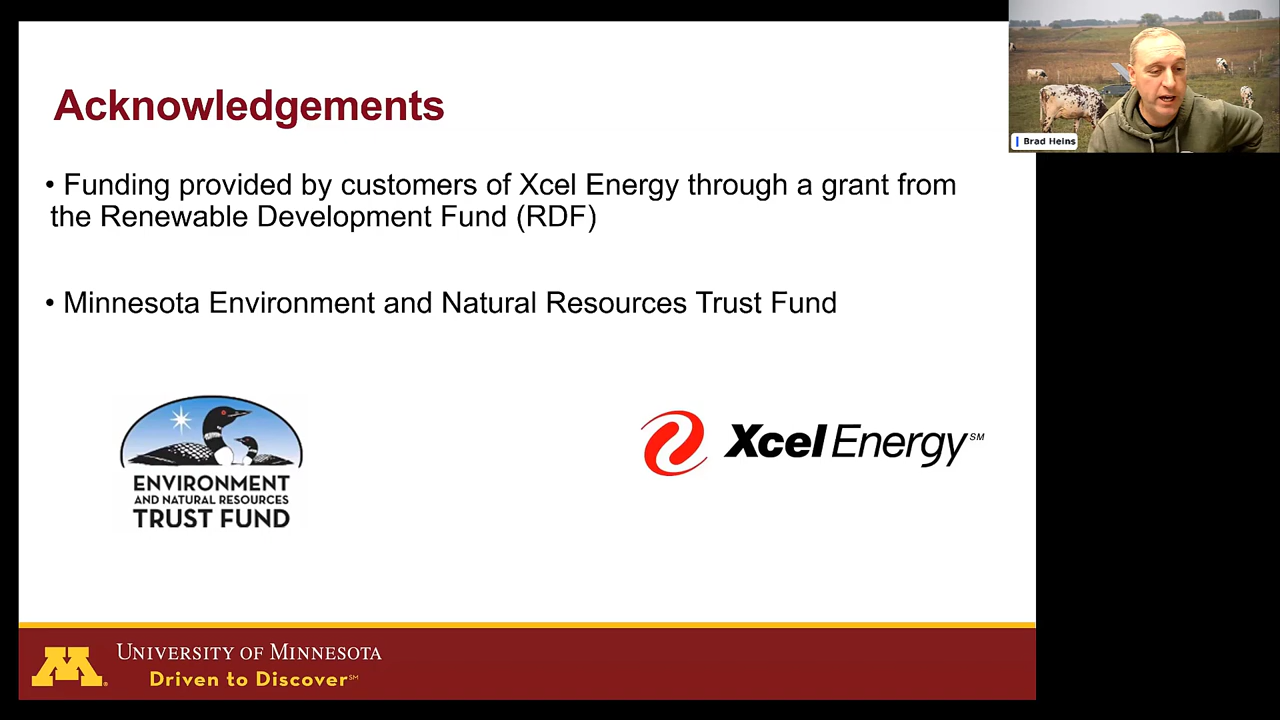 Acknowledgements
• Funding provided by customers of Xcel Energy through a grant from
the Renewable Development Fund (RDF)
• Minnesota Environment and Natural Resources Trust Fund
ENVIRONMENT
AND NATURAL RESOURCES
TRUST FUND
Xcel Energy℠
M
UNIVERSITY OF MINNESOTA
Driven to Discover℠
Brad Heins